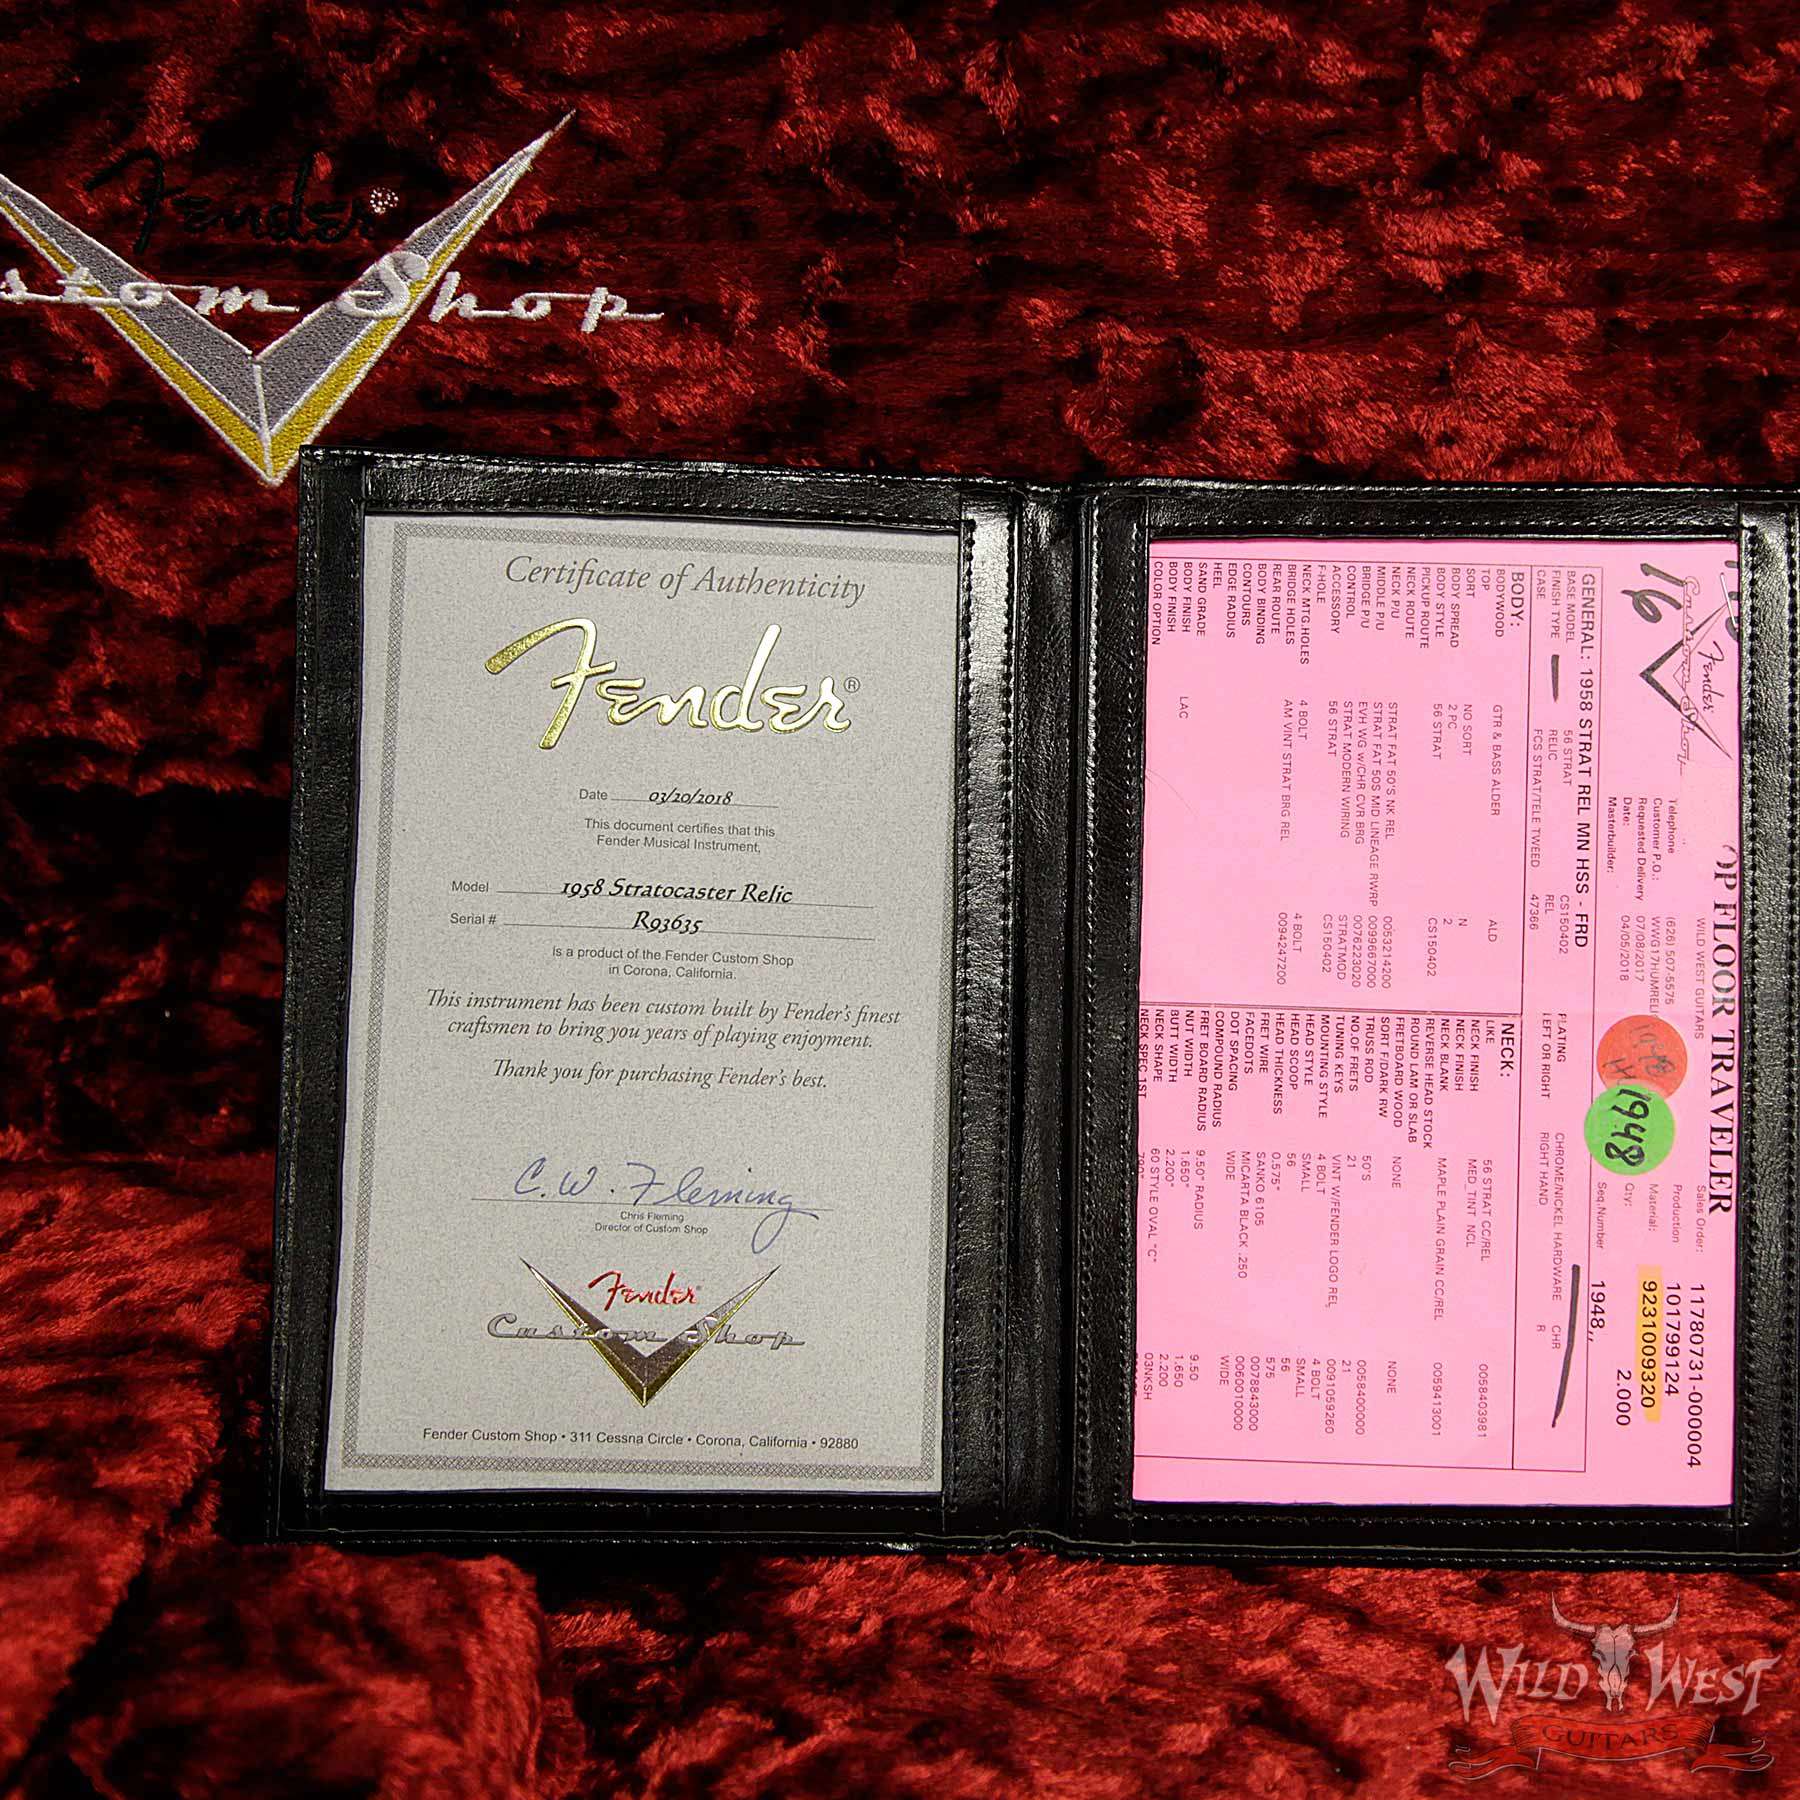 Fender
Custom Shop
Certificate of Authenticity
Fender®
Date 03/20/2018
This document certifies that this
Fender Musical Instrument,
Model 1958 Stratocaster Relic
Serial # R93635
is a product of the Fender Custom Shop
in Corona, California.
This instrument has been custom built by Fender's finest
craftsmen to bring you years of playing enjoyment.
Thank you for purchasing Fender's best.
C. W. Fleming
Chris Fleming
Director of Custom Shop
Fender
Custom Shop
Fender Custom Shop • 311 Cessna Circle • Corona, California • 92880
OP FLOOR TRAVELER
16
Fender
Custom Shop
WILD WEST GUITARS
Telephone (626) 507-5575
Customer P.O.: WWG17HUMREL
Requested Delivery 07/08/2017
Date: 04/05/2018
Masterbuilder:
Sales Order: 11780731-000004
Production 101799124
Material: 9231009320
Qty: 2.000
Seq.Number 1948,,
1948
GENERAL: 1958 STRAT REL MN HSS - FRD
BASE MODEL 56 STRAT CS150402
FINISH TYPE RELIC REL
CASE FCS STRAT/TELE TWEED 47366
PLATING CHROME/NICKEL HARDWARE CHR
LEFT OR RIGHT RIGHT HAND R
BODY:
BODYWOOD GTR & BASS ALDER ALD
TOP
SORT NO SORT N
BODY SPREAD 2 PC 2
BODY STYLE 56 STRAT CS150402
PICKUP ROUTE
NECK ROUTE
NECK P/U STRAT FAT 50'S NK REL 0053214200
MIDDLE P/U STRAT FAT 50S MID LINEAGE RWRP 0099667000
BRIDGE P/U EVH WG w/CHR CVR BRG 0076223020
CONTROL STRAT MODERN WIRING STRATMOD
ACCESSORY 56 STRAT CS150402
F-HOLE
NECK MTG.HOLES 4 BOLT 4 BOLT
BRIDGE HOLES AM VINT STRAT BRG REL 0094247200
REAR ROUTE
BODY BINDING
CONTOURS
EDGE RADIUS
HEEL
SAND GRADE
BODY FINISH LAC
BODY FINISH
COLOR OPTION
NECK:
LIKE 56 STRAT CC/REL 0058403981
NECK FINISH MED_TINT NCL
NECK FINISH
NECK BLANK MAPLE PLAIN GRAIN CC/REL 0059413001
REVERSE HEAD STOCK
ROUND LAM OR SLAB
FRETBOARD WOOD NONE NONE
SORT F/DARK RW
TRUSS ROD 50'S 0058400000
NO.OF FRETS 21 21
TUNING KEYS VINT W/FENDER LOGO REL 0091059260
MOUNTING STYLE 4 BOLT 4 BOLT
HEAD STYLE SMALL SMALL
HEAD SCOOP 56 56
HEAD THICKNESS 0.575" 575
FRET WIRE SANKO 6105 0078843000
FACEDOTS MICARTA BLACK .250 0060010000
DOT SPACING WIDE WIDE
COMPOUND RADIUS
FRET BOARD RADIUS 9.50" RADIUS 9.50
NUT WIDTH 1.650" 1.650
BUTT WIDTH 2.200" 2.200
NECK SHAPE 60 STYLE OVAL "C" 03NKSH
NECK SPEC 1ST
WILD WEST
GUITARS